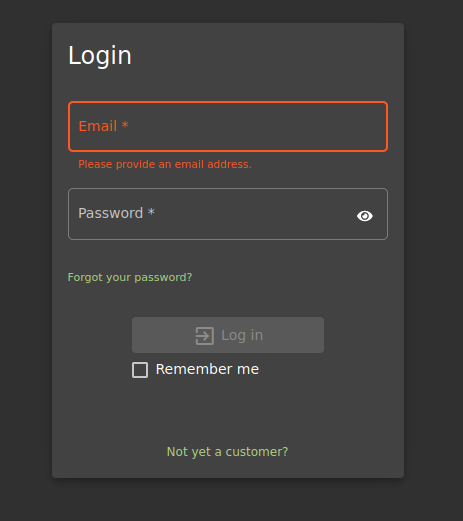 Login
Email *
Please provide an email address.
Password *
Forgot your password?
Log in
Remember me
Not yet a customer?